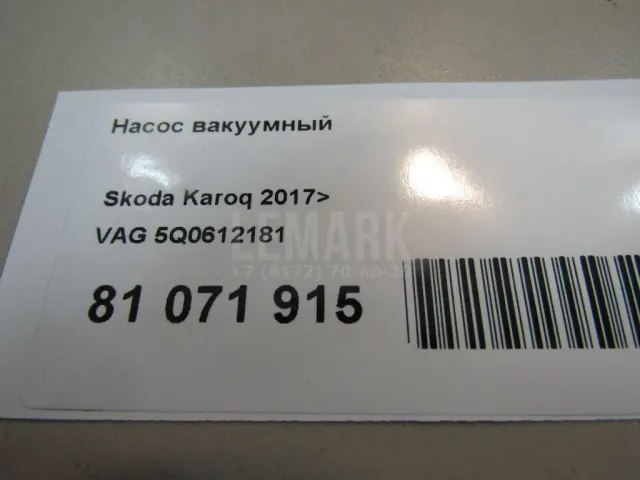 Насос вакуумный
Skoda Karoq 2017>
VAG 5Q0612181
LEMARK
81 071 915